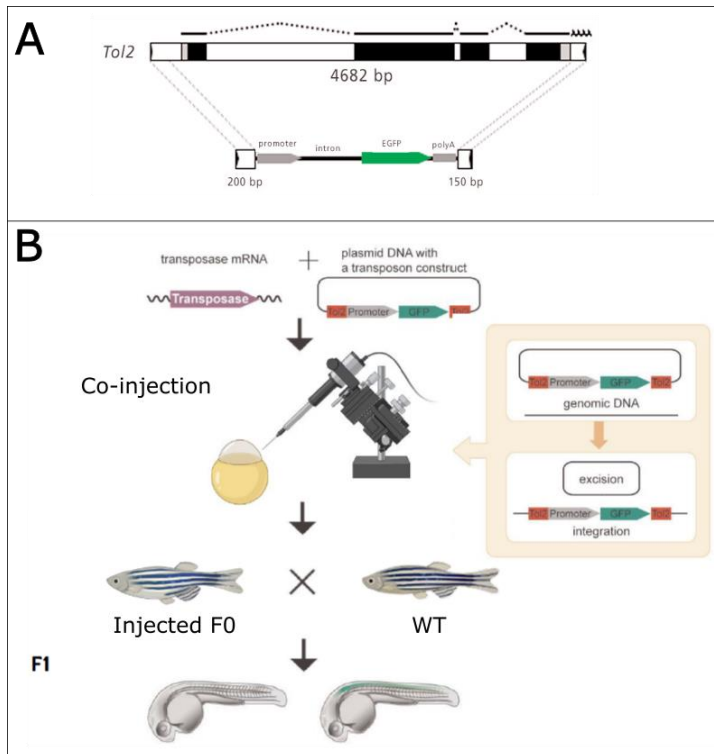 A
Tol2
4682 bp
promoter
intron
EGFP
polyA
200 bp
150 bp
B
transposase mRNA
+
plasmid DNA with
a transposon construct
Transposase
Tol2 Promoter GFP Tol2
Co-injection
Tol2 Promoter GFP Tol2
genomic DNA
excision
Tol2 Promoter GFP Tol2
integration
Injected F0
×
WT
F1